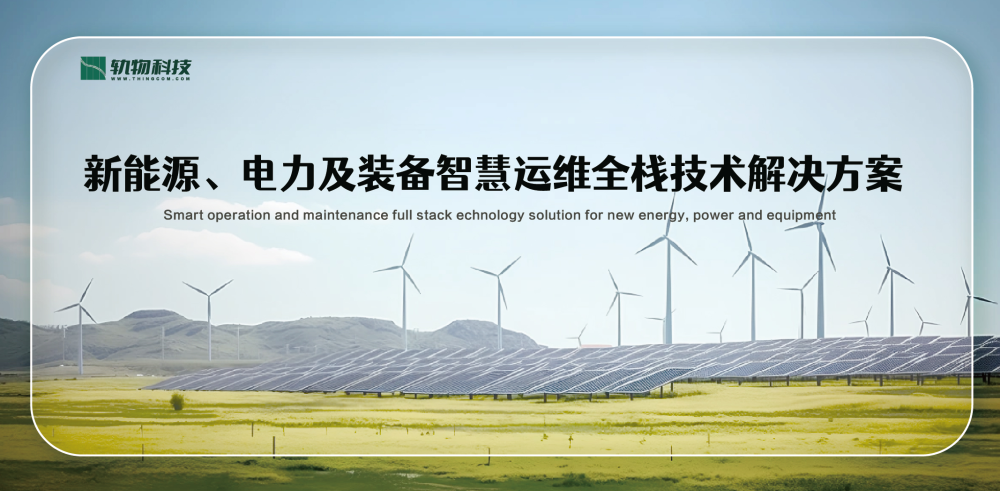 轨物科技
WWW.THINGCOM.COM
新能源、电力及装备智慧运维全栈技术解决方案
Smart operation and maintenance full stack echnology solution for new energy, power and equipment